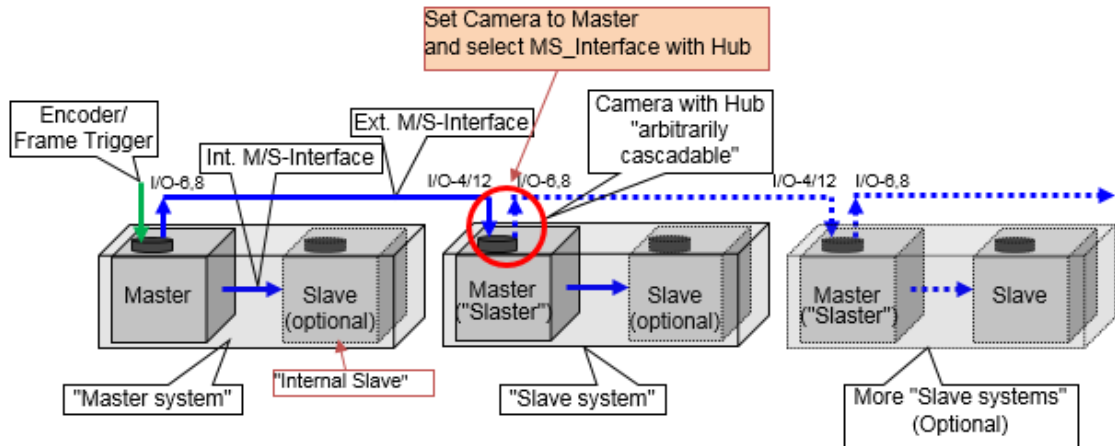 Set Camera to Master
and select MS_Interface with Hub
Encoder/
Frame Trigger
Ext. M/S-Interface
Camera with Hub
"arbitrarily
cascadable"
Int. M/S-Interface
I/O-6,8
I/O-4/12
I/O-6,8
I/O-4/12
I/O-6,8
Master
Slave
(optional)
Master
("Slaster")
Slave
(optional)
Master
("Slaster")
Slave
"Master system"
"Internal Slave"
"Slave system"
More "Slave systems"
(Optional)